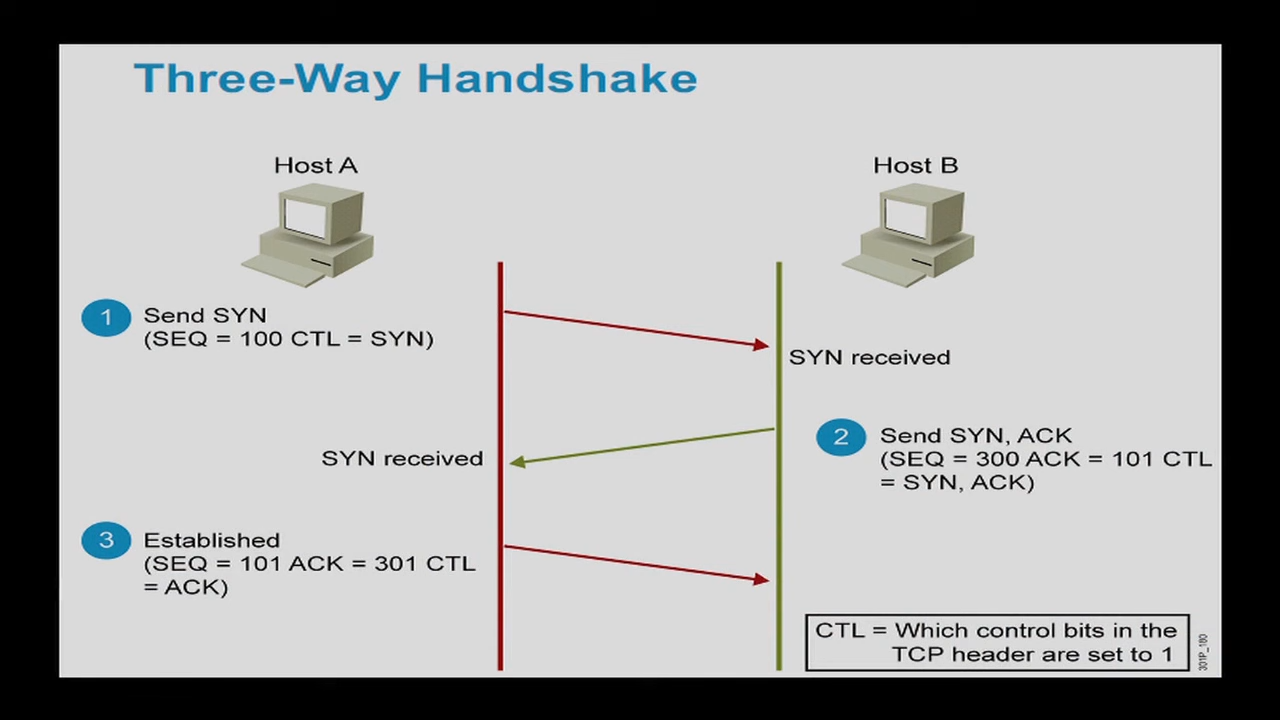 Three-Way Handshake
Host A
Host B
1
Send SYN
(SEQ = 100 CTL = SYN)
SYN received
2
Send SYN, ACK
(SEQ = 300 ACK = 101 CTL
= SYN, ACK)
SYN received
3
Established
(SEQ = 101 ACK = 301 CTL
= ACK)
CTL = Which control bits in the
TCP header are set to 1
301P_180